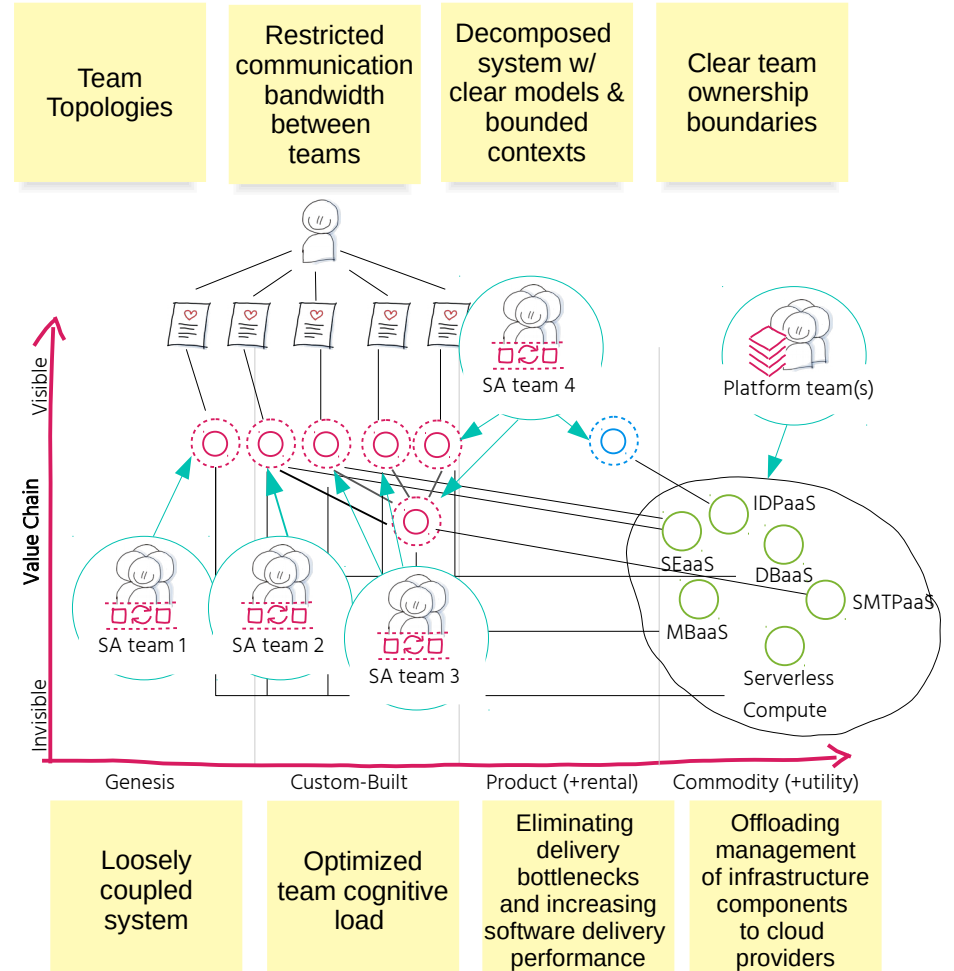 Team
Topologies
Restricted
communication
bandwidth
between
teams
Decomposed
system w/
clear models &
bounded
contexts
Clear team
ownership
boundaries
SA team 4
Platform team(s)
Visible
Value Chain
Invisible
IDPaaS
SEaaS
DBaaS
SMTPaaS
MBaaS
Serverless
Compute
SA team 1
SA team 2
SA team 3
Genesis
Custom-Built
Product (+rental)
Commodity (+utility)
Loosely
coupled
system
Optimized
team cognitive
load
Eliminating
delivery
bottlenecks
and increasing
software delivery
performance
Offloading
management
of infrastructure
components
to cloud
providers